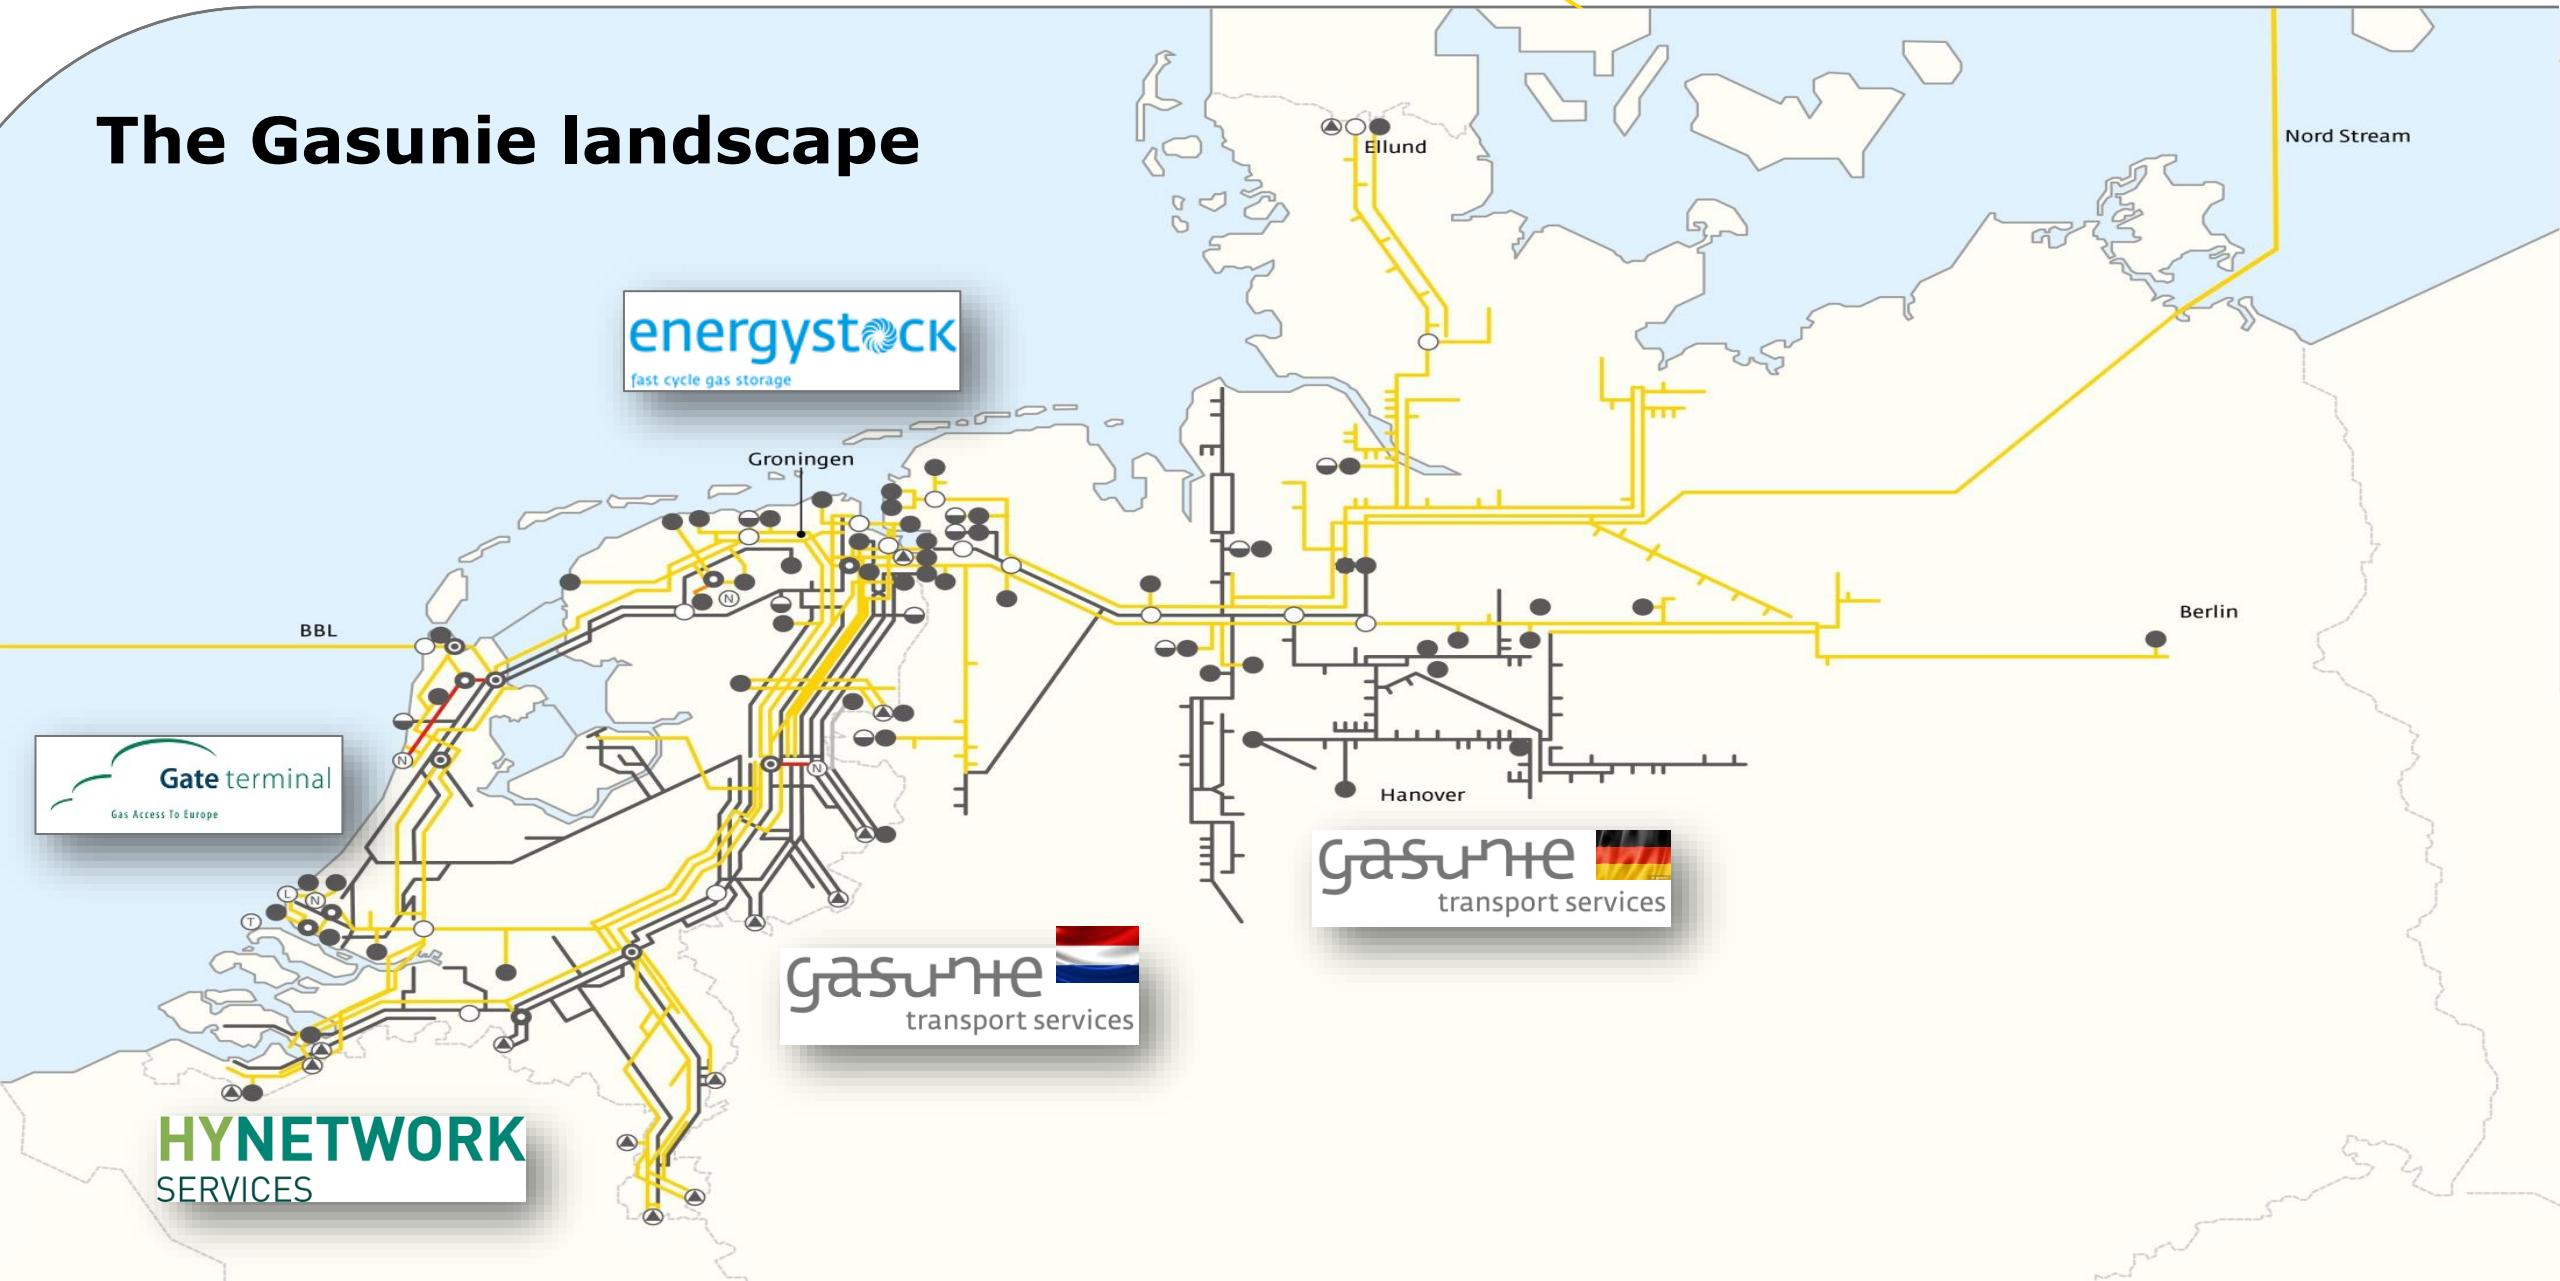 The Gasunie landscape
Ellund
Nord Stream
energystock
fast cycle gas storage
Groningen
BBL
Berlin
N
Gate terminal
Gas Access To Europe
N
N
Hanover
gasunie
transport services
L
N
T
gasunie
transport services
HYNETWORK
SERVICES